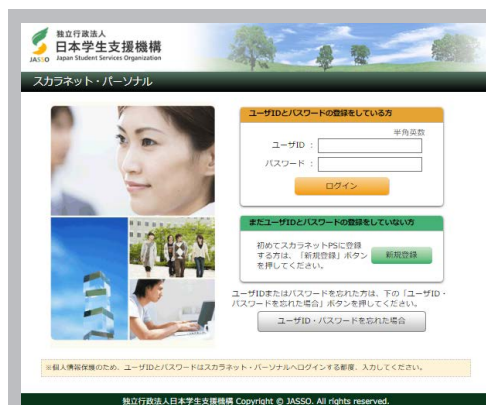 独立行政法人
日本学生支援機構
JASSO Japan Student Services Organization
スカラネット・パーソナル
ユーザIDとパスワードの登録をしている方
半角英数
ユーザID :
パスワード :
ログイン
まだユーザIDとパスワードの登録をしていない方
初めてスカラネットPSに登録
する方は、「新規登録」ボタン
を押してください。
新規登録
ユーザIDまたはパスワードを忘れた方は、下の「ユーザID・
パスワードを忘れた場合」ボタンを押してください。
ユーザID・パスワードを忘れた場合
※個人情報保護のため、ユーザIDとパスワードはスカラネット・パーソナルへログインする都度、入力してください。
独立行政法人日本学生支援機構 Copyright © JASSO. All rights reserved.